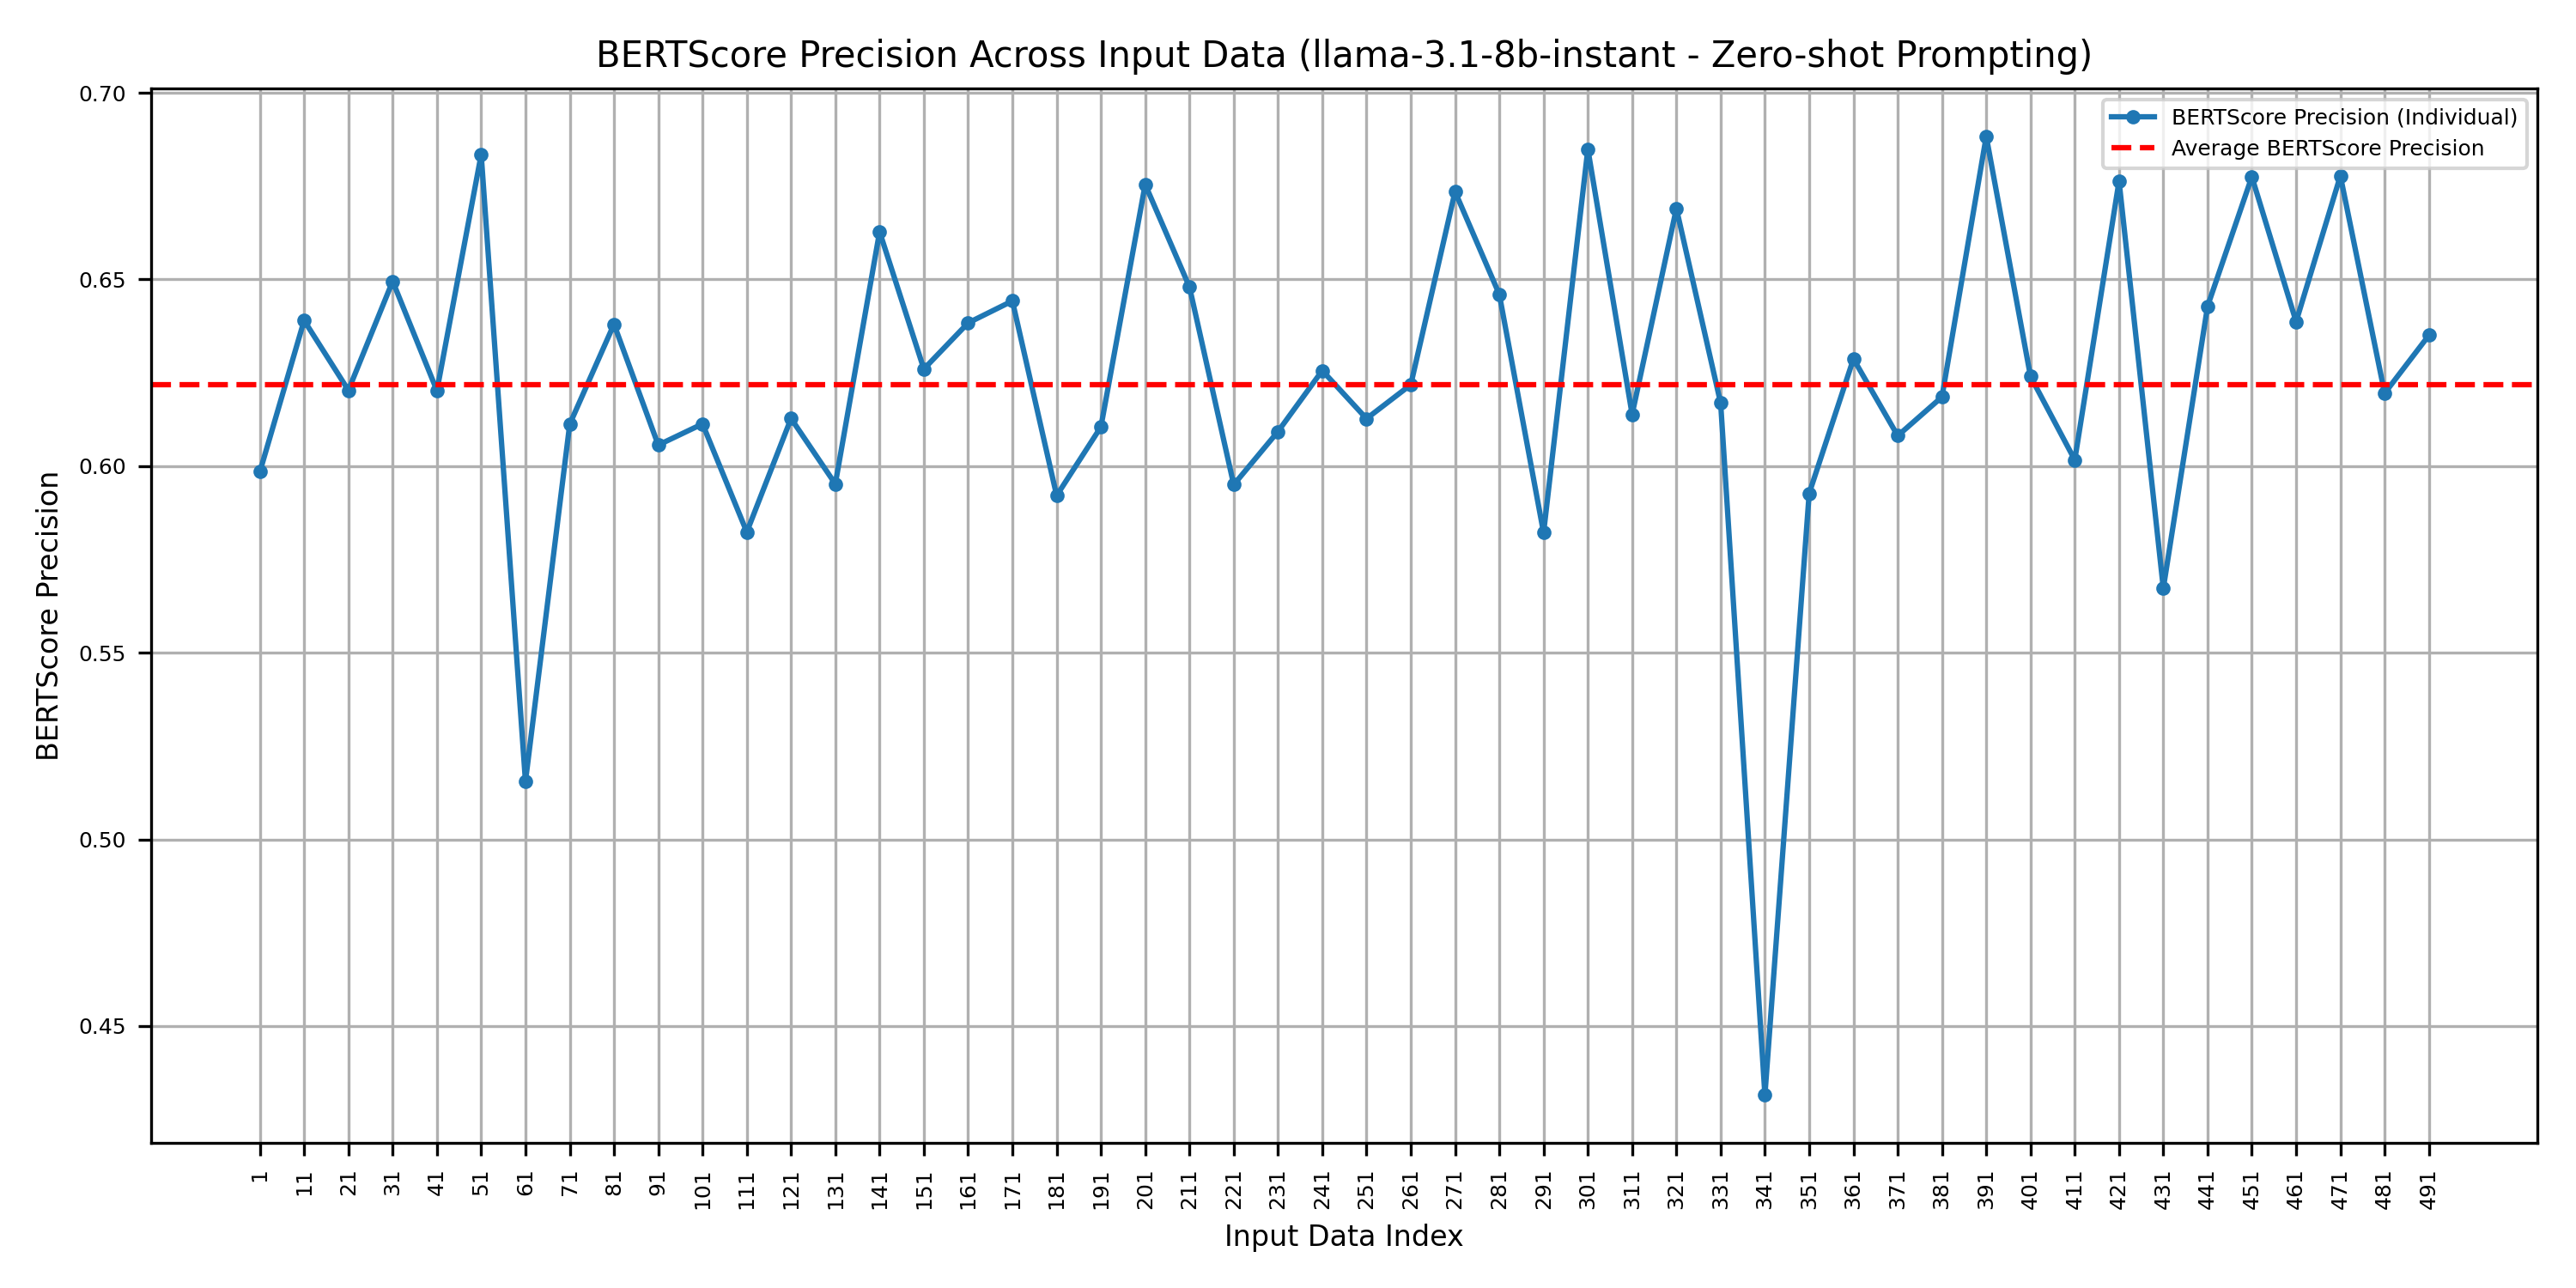 BERTScore Precision Across Input Data (llama-3.1-8b-instant - Zero-shot Prompting)
BERTScore Precision (Individual)
Average BERTScore Precision
0.70
0.65
0.60
0.55
0.50
0.45
BERTScore Precision
1 11 21 31 41 51 61 71 81 91 101 111 121 131 141 151 161 171 181 191 201 211 221 231 241 251 261 271 281 291 301 311 321 331 341 351 361 371 381 391 401 411 421 431 441 451 461 471 481 491
Input Data Index